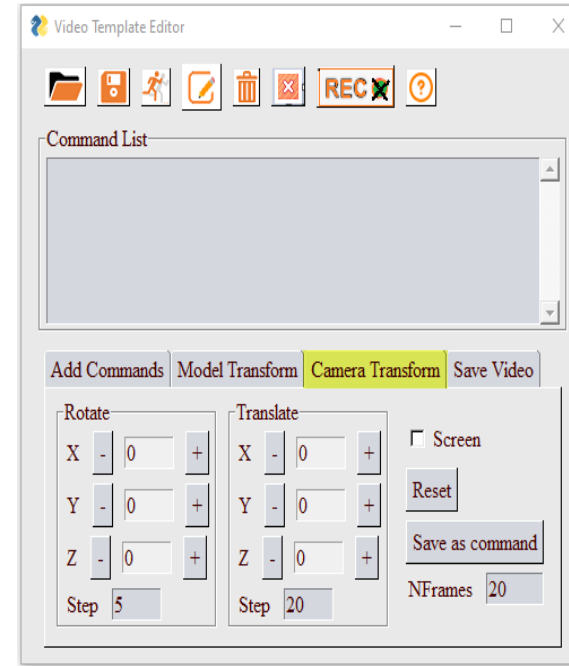 Video Template Editor
REC
Command List
Add Commands Model Transform Camera Transform Save Video
Rotate Translate
X - 0 + X - 0 + Screen
Y - 0 + Y - 0 + Reset
Z - 0 + Z - 0 + Save as command
Step 5 Step 20 NFrames 20